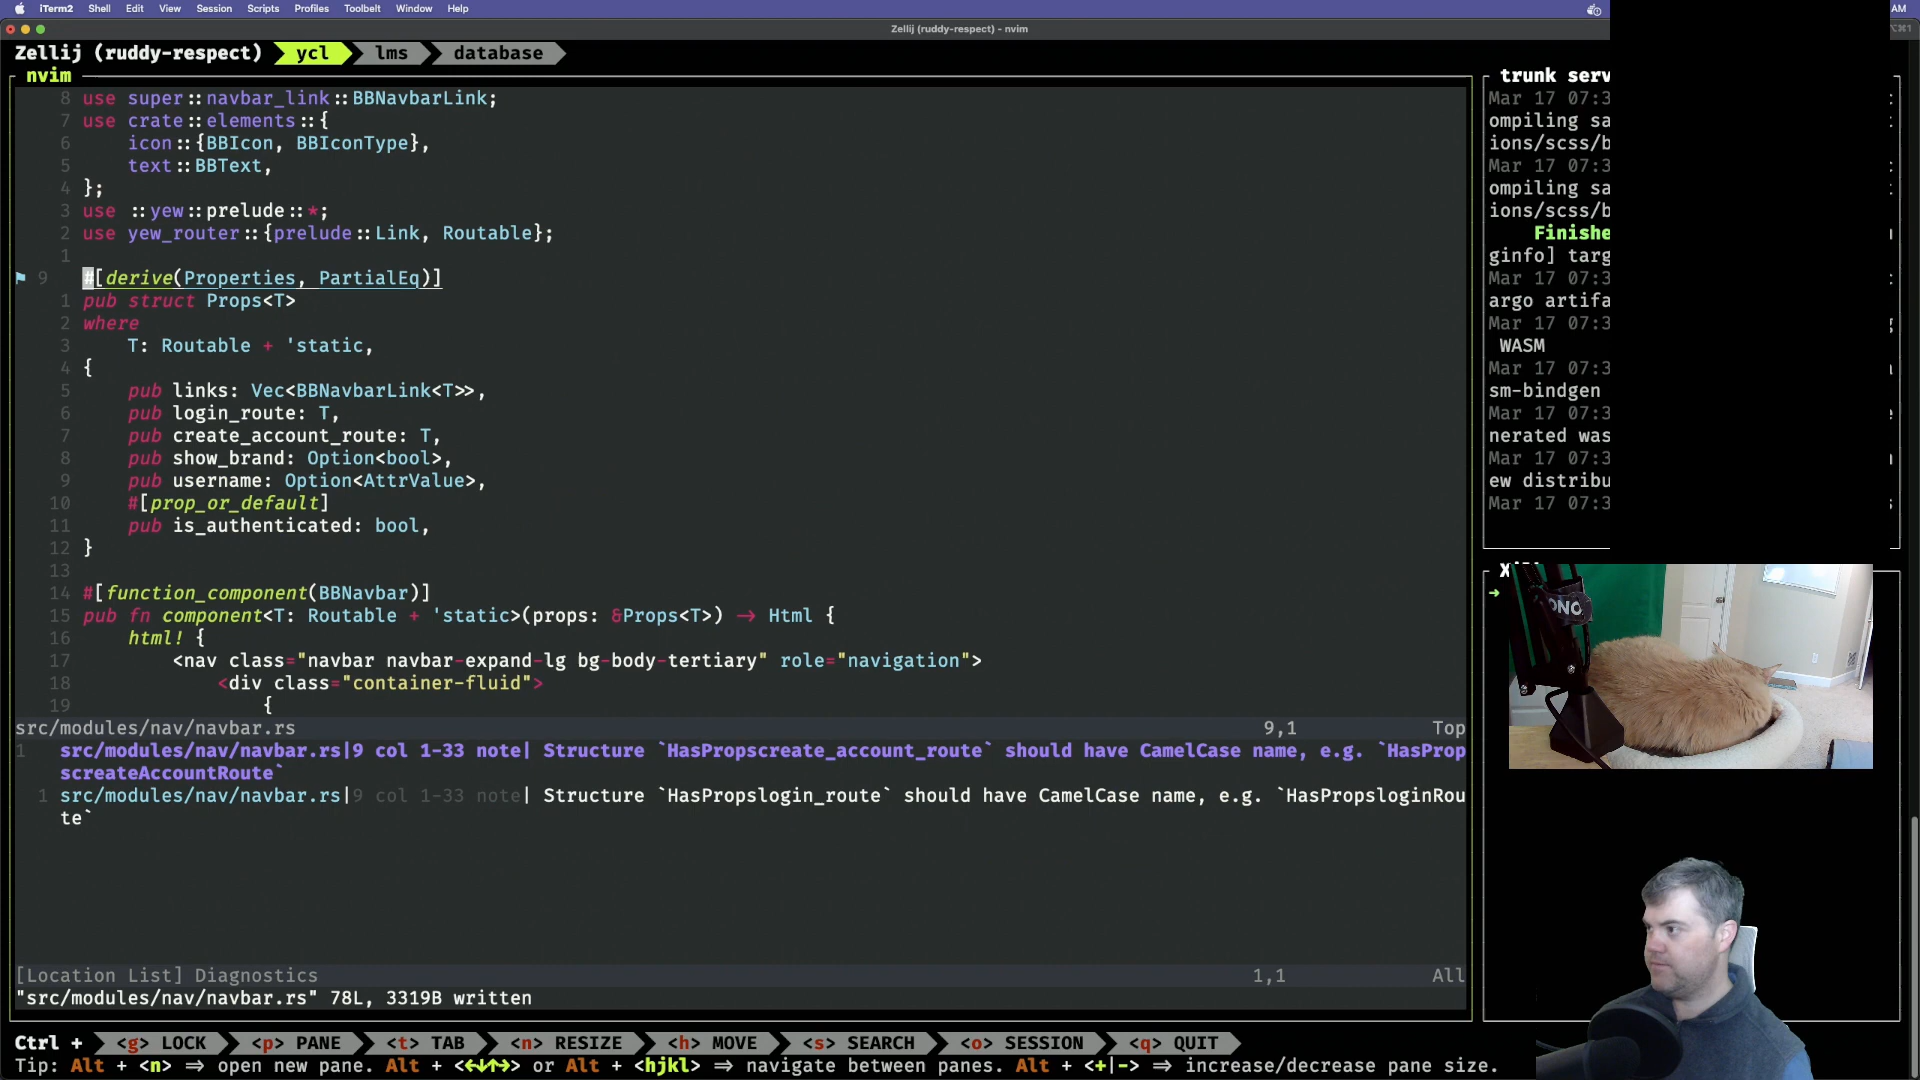 iTerm2 Shell Edit View Session Scripts Profiles Toolbelt Window Help AM
Zellij (ruddy-respect) - nvim ⌥⌘1
Zellij (ruddy-respect) ycl lms database
nvim
8 use super::navbar_link::BBNavbarLink;
7 use crate::elements::{
6 icon::{BBIcon, BBIconType},
5 text::BBText,
4 };
3 use ::yew::prelude::*;
2 use yew_router::{prelude::Link, Routable};
1
9 #[derive(Properties, PartialEq)]
1 pub struct Props<T>
2 where
3 T: Routable + 'static,
4 {
5 pub links: Vec<BBNavbarLink<T>>,
6 pub login_route: T,
7 pub create_account_route: T,
8 pub show_brand: Option<bool>,
9 pub username: Option<AttrValue>,
10 #[prop_or_default]
11 pub is_authenticated: bool,
12 }
13
14 #[function_component(BBNavbar)]
15 pub fn component<T: Routable + 'static>(props: &Props<T>) -> Html {
16 html! {
17 <nav class="navbar navbar-expand-lg bg-body-tertiary" role="navigation">
18 <div class="container-fluid">
19 {
src/modules/nav/navbar.rs 9,1 Top
1 src/modules/nav/navbar.rs|9 col 1-33 note| Structure `HasPropscreate_account_route` should have CamelCase name, e.g. `HasProp
screateAccountRoute`
1 src/modules/nav/navbar.rs|9 col 1-33 note| Structure `HasPropslogin_route` should have CamelCase name, e.g. `HasPropsloginRou
te`
[Location List] Diagnostics 1,1 All
"src/modules/nav/navbar.rs" 78L, 3319B written
trunk serv
Mar 17 07:3
ompiling sa
ions/scss/b
Mar 17 07:3
ompiling sa
ions/scss/b
Finishe
ginfo] targ
Mar 17 07:3
argo artifa
Mar 17 07:3
WASM
Mar 17 07:3
sm-bindgen
Mar 17 07:3
nerated was
Mar 17 07:3
ew distribu
Mar 17 07:3
ONO
Ctrl + <g> LOCK <p> PANE <t> TAB <n> RESIZE <h> MOVE <s> SEARCH <o> SESSION <q> QUIT
Tip: Alt + <n> => open new pane. Alt + <←↓↑→> or Alt + <hjkl> => navigate between panes. Alt + <+|-> => increase/decrease pane size.